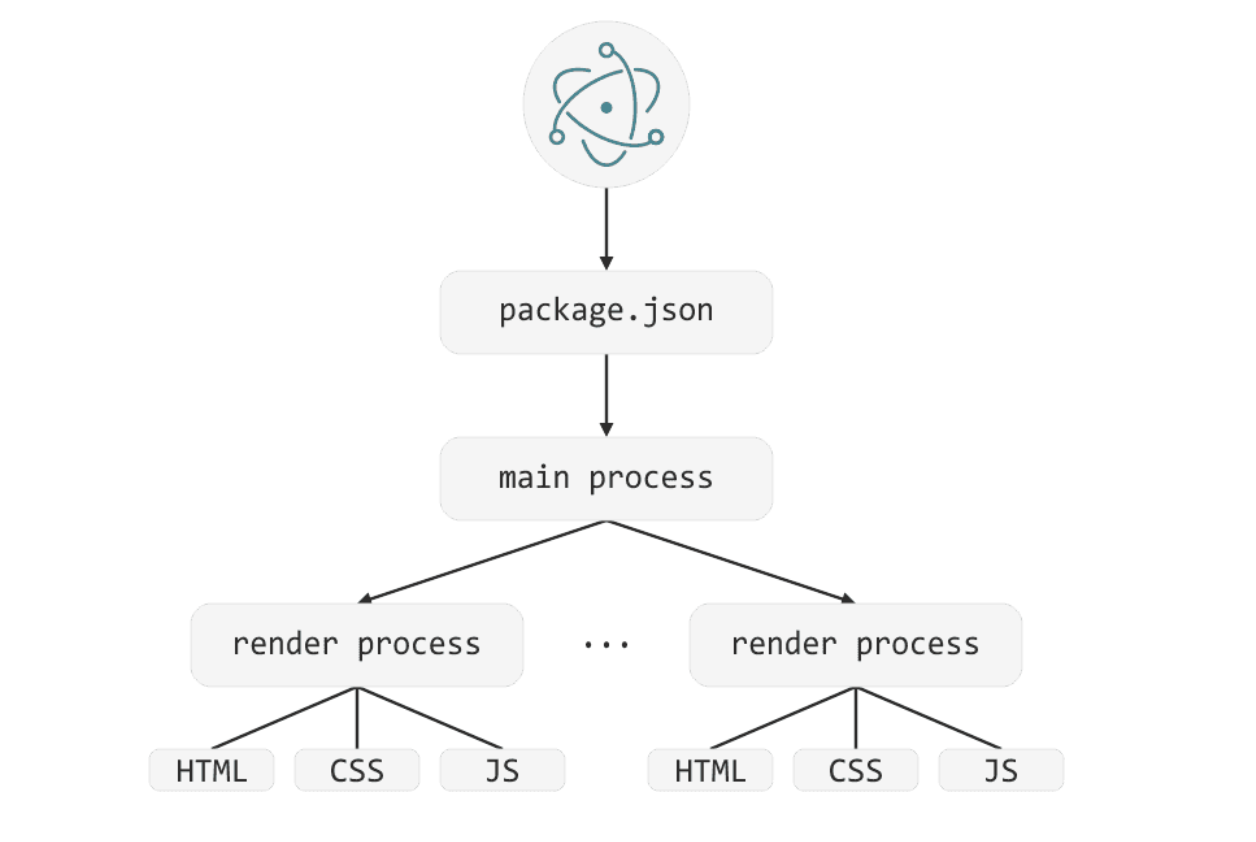 package.json
main process
render process
...
render process
HTML
CSS
JS
HTML
CSS
JS